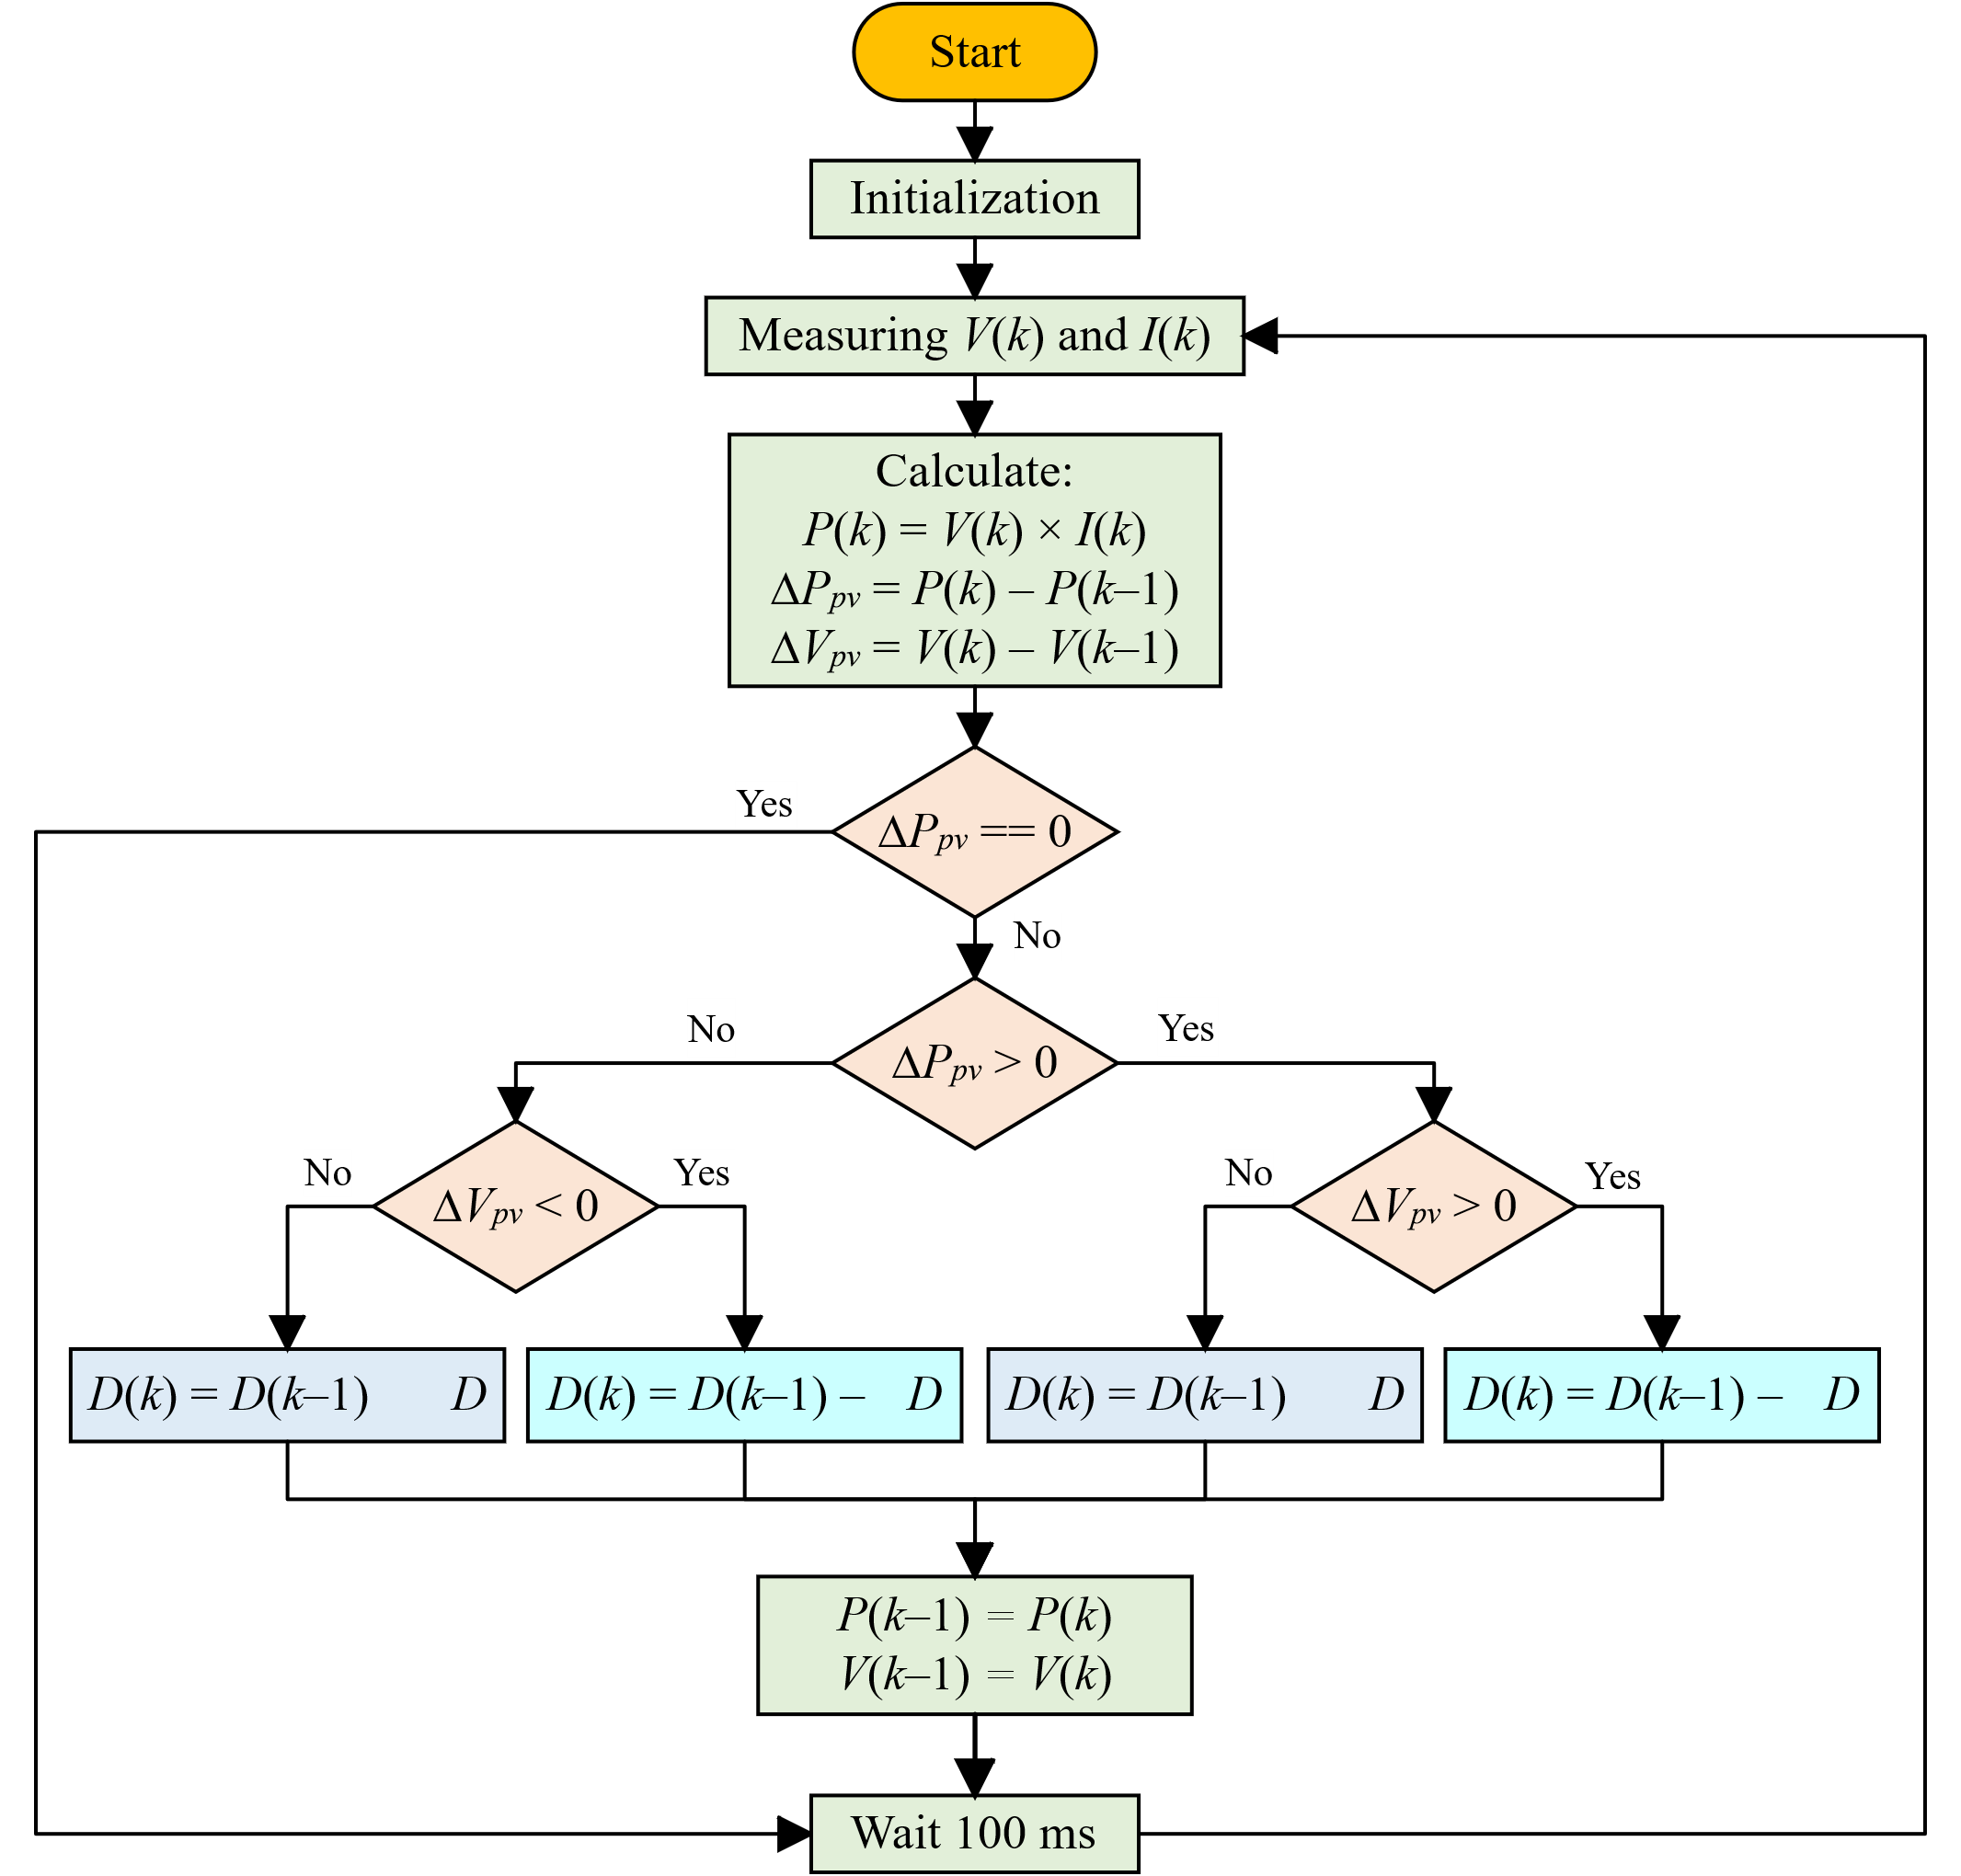 Start
Initialization
Measuring V(k) and I(k)
Calculate:
P(k) = V(k) × I(k)
ΔPpv = P(k) – P(k–1)
ΔVpv = V(k) – V(k–1)
Yes
ΔPpv == 0
No
No
Yes
ΔPpv > 0
No
Yes
No
Yes
ΔVpv < 0
ΔVpv > 0
D(k) = D(k–1) D
D(k) = D(k–1) – D
D(k) = D(k–1) D
D(k) = D(k–1) – D
P(k–1) = P(k)
V(k–1) = V(k)
Wait 100 ms